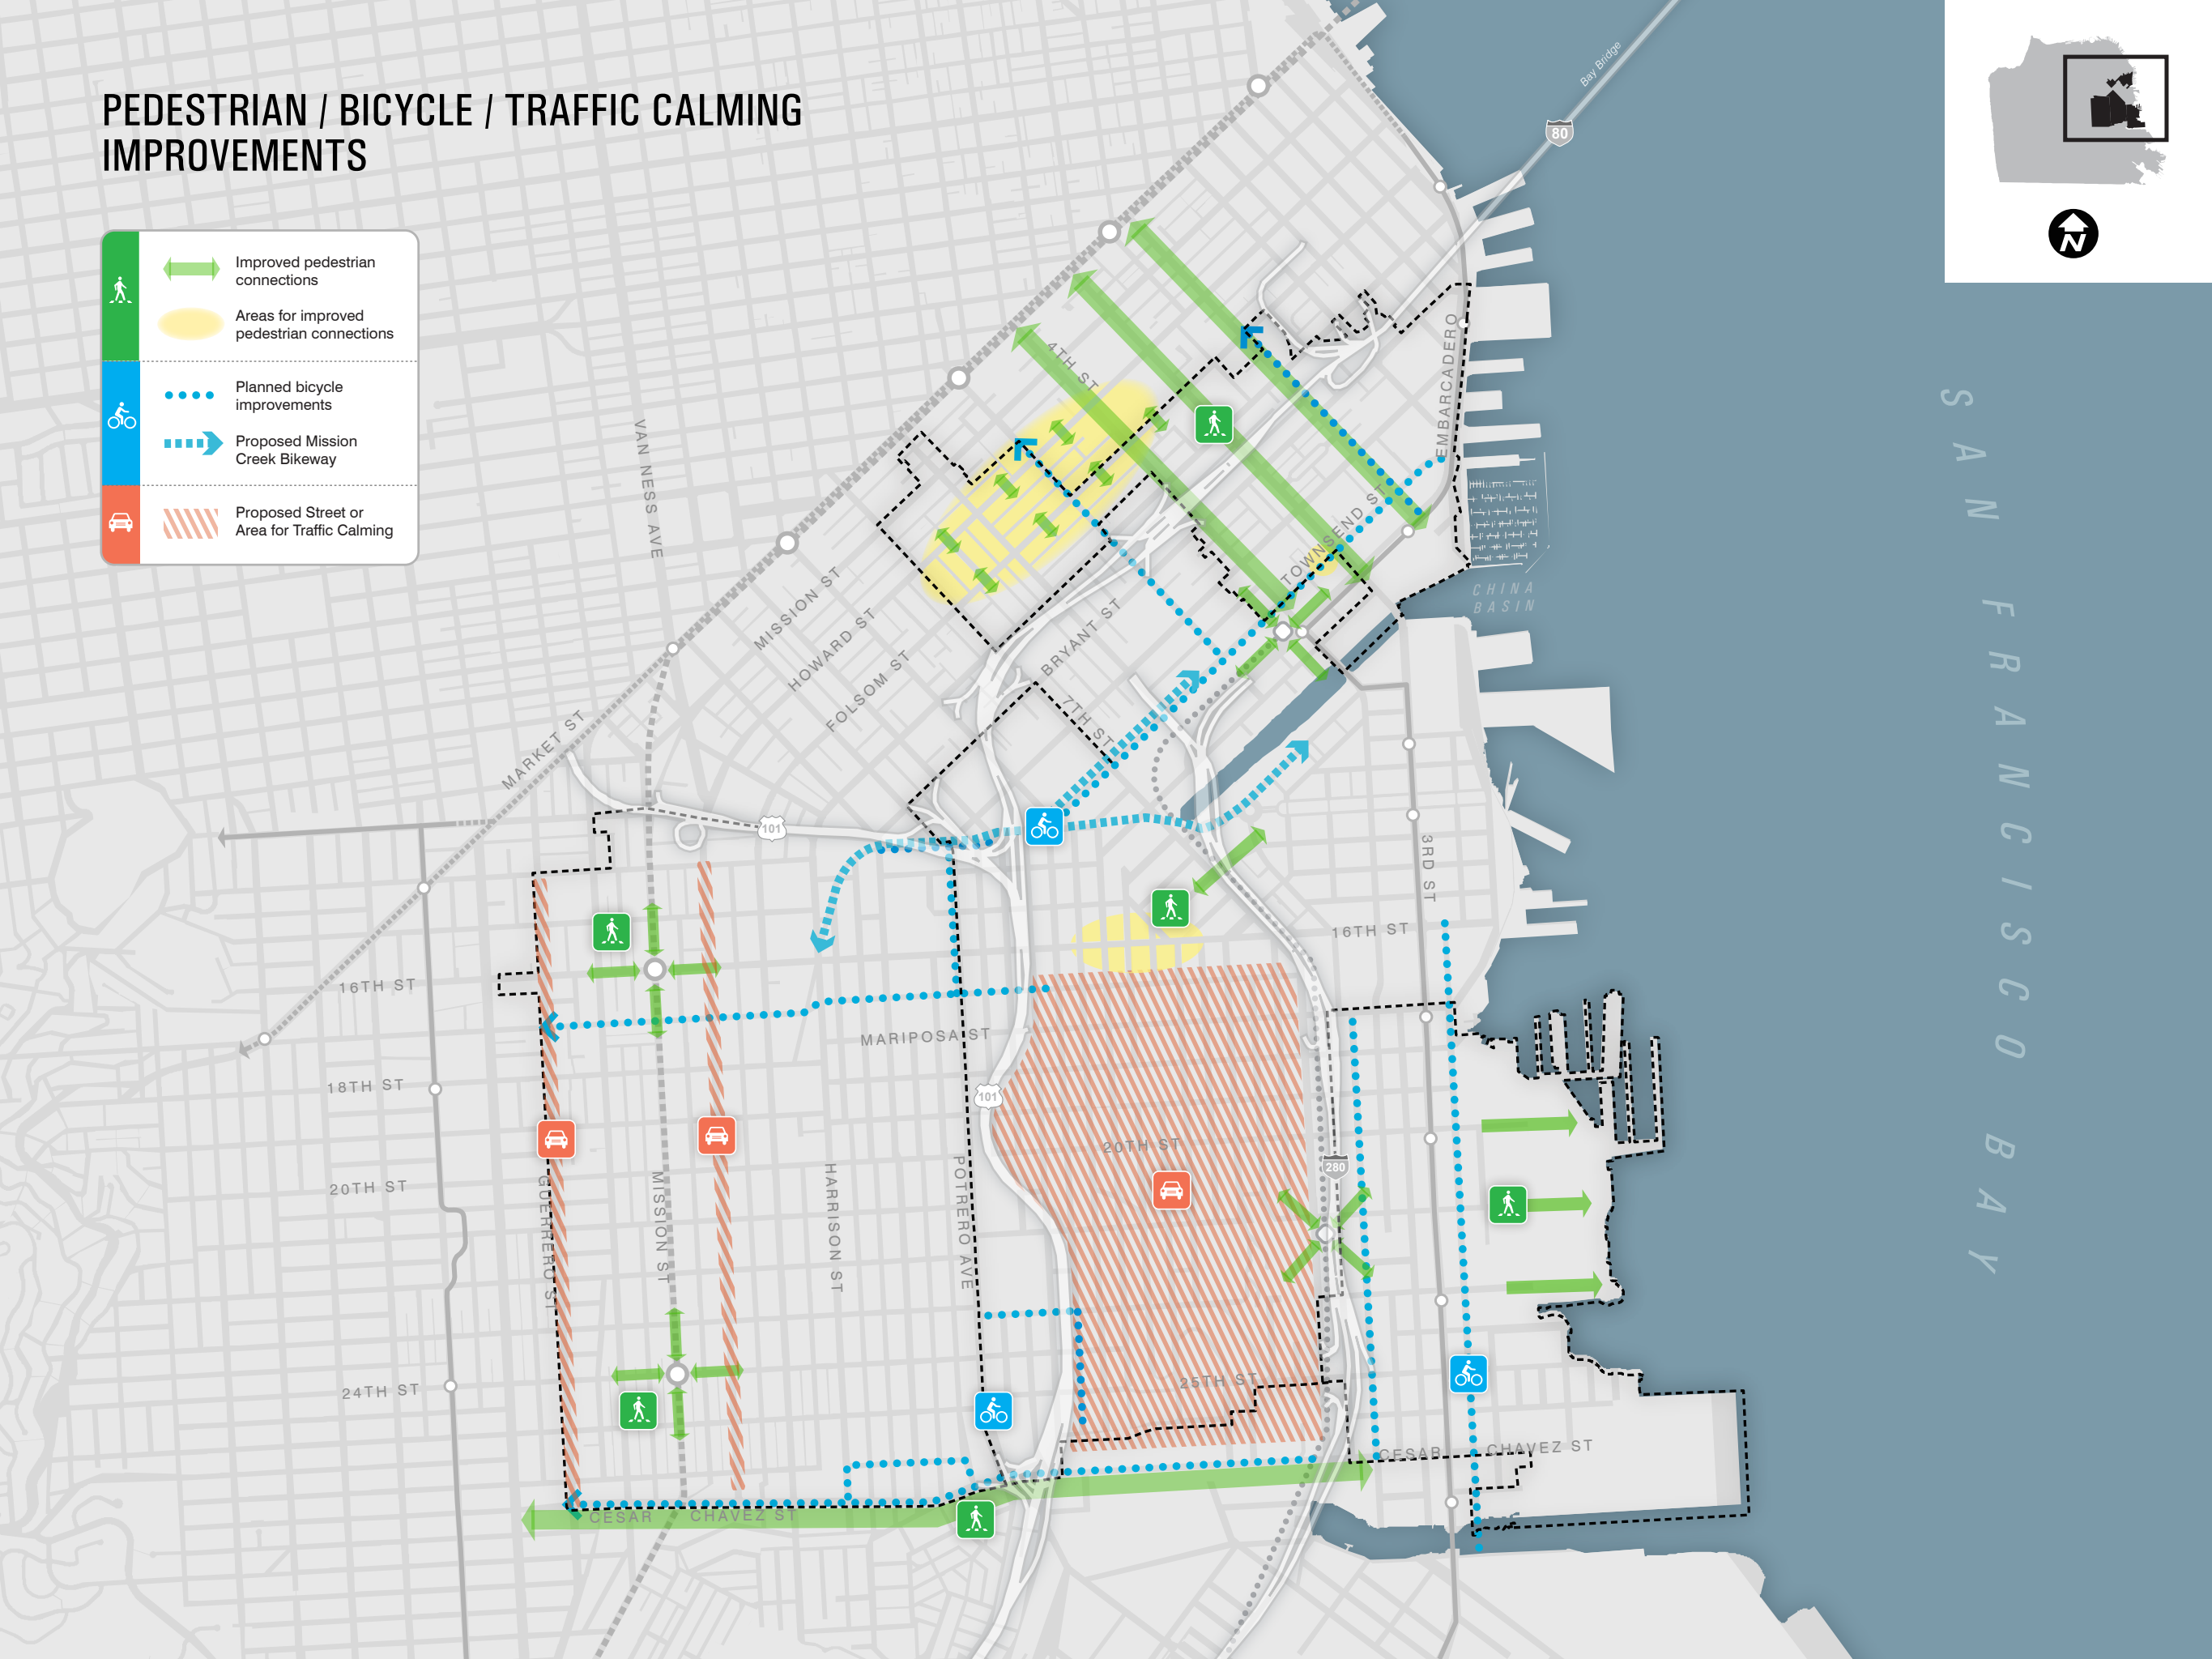 PEDESTRIAN / BICYCLE / TRAFFIC CALMING
IMPROVEMENTS
Improved pedestrian
connections
Areas for improved
pedestrian connections
Planned bicycle
improvements
Proposed Mission
Creek Bikeway
Proposed Street or
Area for Traffic Calming
Bay Bridge
80
N
4TH ST
EMBARCADERO
VAN NESS AVE
TOWNSEND ST
CHINA
BASIN
SAN FRANCISCO BAY
MISSION ST
HOWARD ST
FOLSOM ST
BRYANT ST
7TH ST
MARKET ST
101
3RD ST
16TH ST
16TH ST
MARIPOSA ST
18TH ST
101
20TH ST
20TH ST
280
GUERRERO ST
MISSION ST
HARRISON ST
POTRERO AVE
24TH ST
25TH ST
CESAR CHAVEZ ST
CESAR CHAVEZ ST